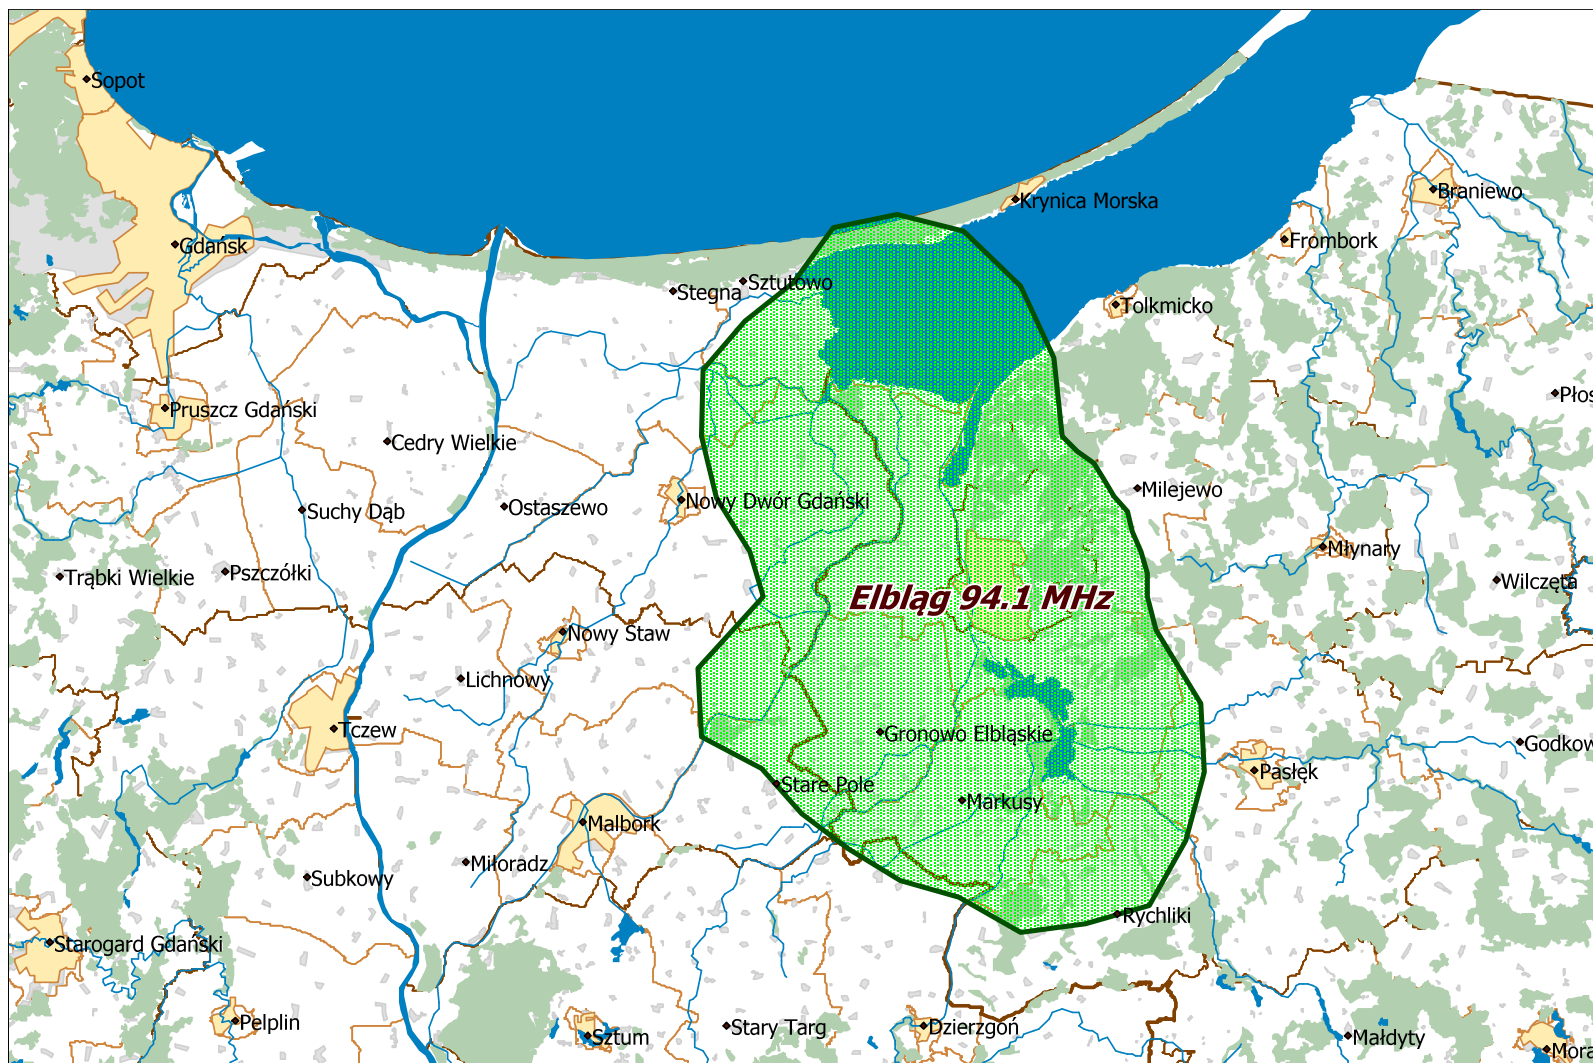 Sopot
Braniewo
Krynica Morska
Frombork
Gdańsk
Sztutowo
Stegna
Tolkmicko
Pruszcz Gdański
Cedry Wielkie
Milejewo
Nowy Dwór Gdański
Ostaszewo
Suchy Dąb
Młynary
Pszczółki
Trąbki Wielkie
Wilczęta
Elbląg 94.1 MHz
Nowy Staw
Lichnowy
Tczew
Gronowo Elbląskie
Godkow
Pasłęk
Stare Pole
Markusy
Malbork
Miłoradz
Subkowy
Rychliki
Starogard Gdański
Pelplin
Stary Targ
Dzierzgoń
Sztum
Małdyty
Mora
Płos